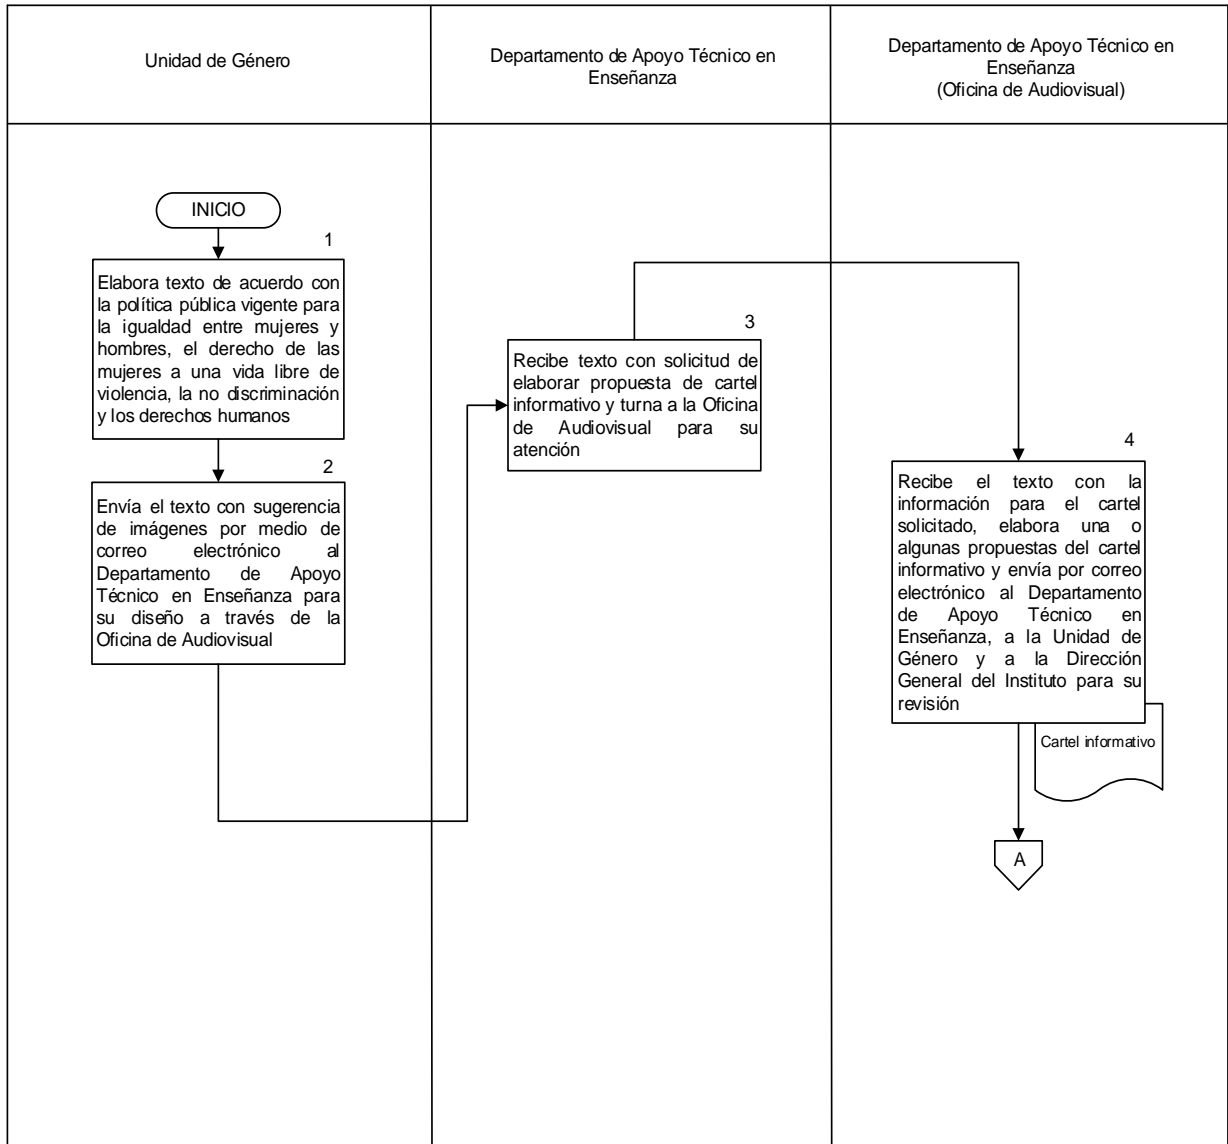 Unidad de Género
Departamento de Apoyo Técnico en
Enseñanza
Departamento de Apoyo Técnico en
Enseñanza
(Oficina de Audiovisual)
INICIO
1
Elabora texto de acuerdo con
la política pública vigente para
la igualdad entre mujeres y
hombres, el derecho de las
mujeres a una vida libre de
violencia, la no discriminación
y los derechos humanos
2
Envía el texto con sugerencia
de imágenes por medio de
correo electrónico al
Departamento de Apoyo
Técnico en Enseñanza para
su diseño a través de la
Oficina de Audiovisual
3
Recibe texto con solicitud de
elaborar propuesta de cartel
informativo y turna a la Oficina
de Audiovisual para su
atención
4
Recibe el texto con la
información para el cartel
solicitado, elabora una o
algunas propuestas del cartel
informativo y envía por correo
electrónico al Departamento
de Apoyo Técnico en
Enseñanza, a la Unidad de
Género y a la Dirección
General del Instituto para su
revisión
Cartel informativo
A